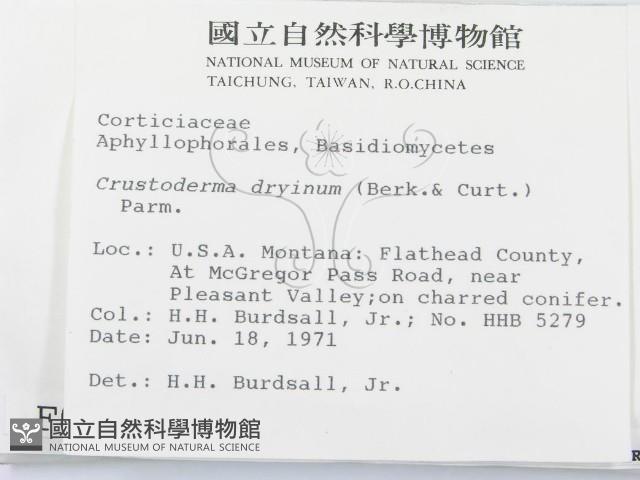 國立自然科學博物館
NATIONAL MUSEUM OF NATURAL SCIENCE
TAICHUNG, TAIWAN, R.O.CHINA
Corticiaceae
Aphyllophorales, Basidiomycetes
Crustoderma dryinum (Berk.& Curt.)
Parm.
Loc.: U.S.A. Montana: Flathead County,
At McGregor Pass Road, near
Pleasant Valley;on charred conifer.
Col.: H.H. Burdsall, Jr.; No. HHB 5279
Date: Jun. 18, 1971
Det.: H.H. Burdsall, Jr.
國立自然科學博物館
NATIONAL MUSEUM OF NATURAL SCIENCE